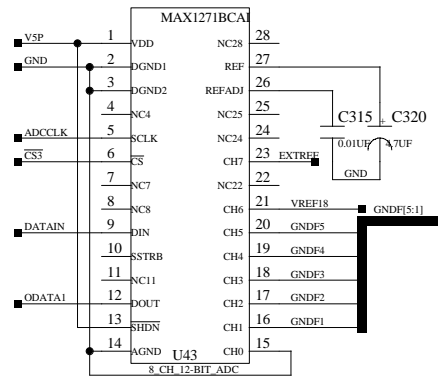 MAX1271BCAI
V5P 1 VDD NC28 28
GND 2 DGND1 REF 27
3 DGND2 REFADJ 26
4 NC4 NC25 25
ADCCLK 5 SCLK NC24 24
CS3 6 CS CH7 23 EXTREF
7 NC7 NC22 22
8 NC8 CH6 21 VREF18
DATAIN 9 DIN CH5 20 GNDF5
10 SSTRB CH4 19 GNDF4
11 NC11 CH3 18 GNDF3
ODATA1 12 DOUT CH2 17 GNDF2
13 SHDN CH1 16 GNDF1
14 AGND CH0 15
U43
8_CH_12-BIT_ADC
C315 + C320
0.01UF 4.7UF
GND
GNDF[5:1]